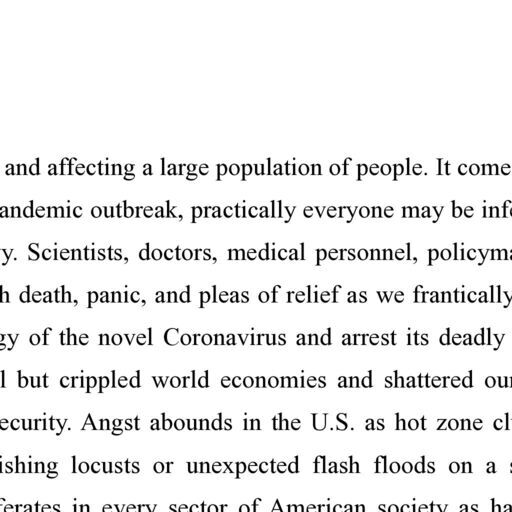 and affecting a large population of people. It come
andemic outbreak, practically everyone may be inf
y. Scientists, doctors, medical personnel, policym
h death, panic, and pleas of relief as we frantically
gy of the novel Coronavirus and arrest its deadly
l but crippled world economies and shattered ou
ecurity. Angst abounds in the U.S. as hot zone cl
ishing locusts or unexpected flash floods on a s
ferates in every sector of American society as ha